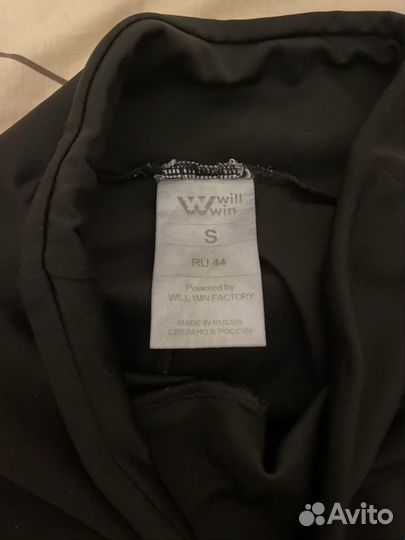 will
win
S
RU 44
Powered by
WILL WIN FACTORY
MADE IN RUSSIA
СДЕЛАНО В РОССИИ
Avito